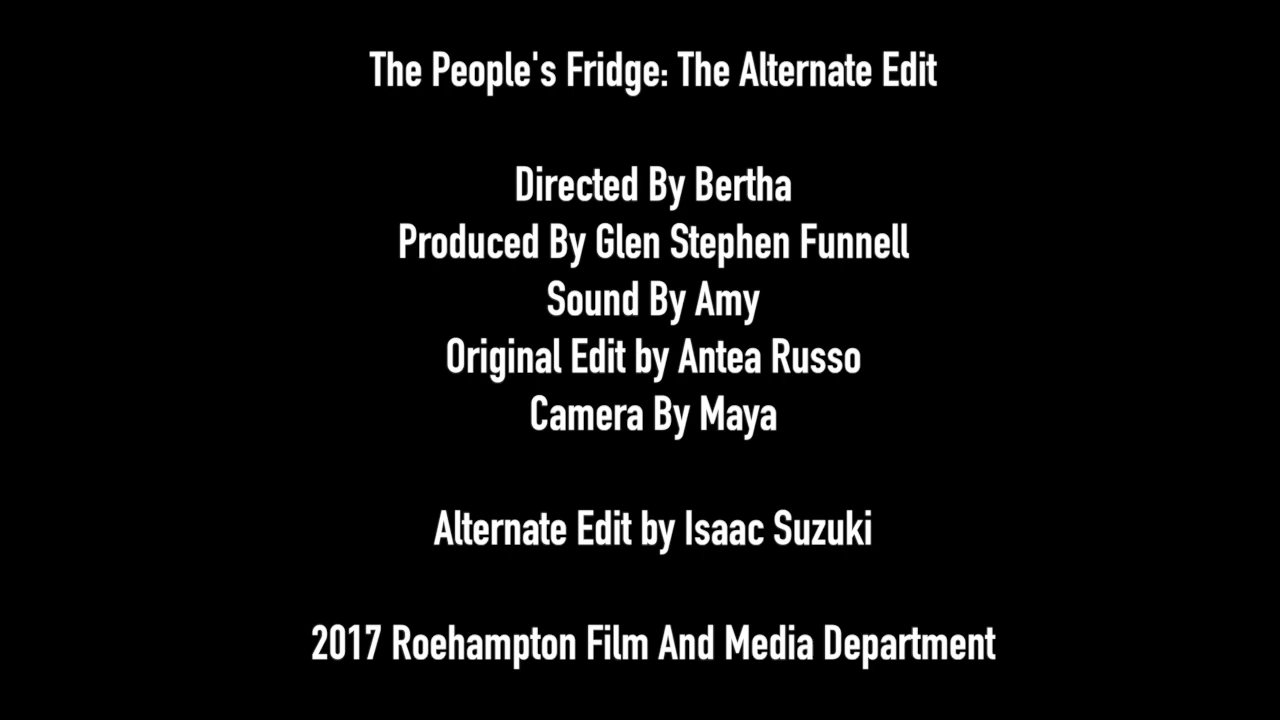 The People's Fridge: The Alternate Edit
Directed By Bertha
Produced By Glen Stephen Funnell
Sound By Amy
Original Edit by Antea Russo
Camera By Maya
Alternate Edit by Isaac Suzuki
2017 Roehampton Film And Media Department